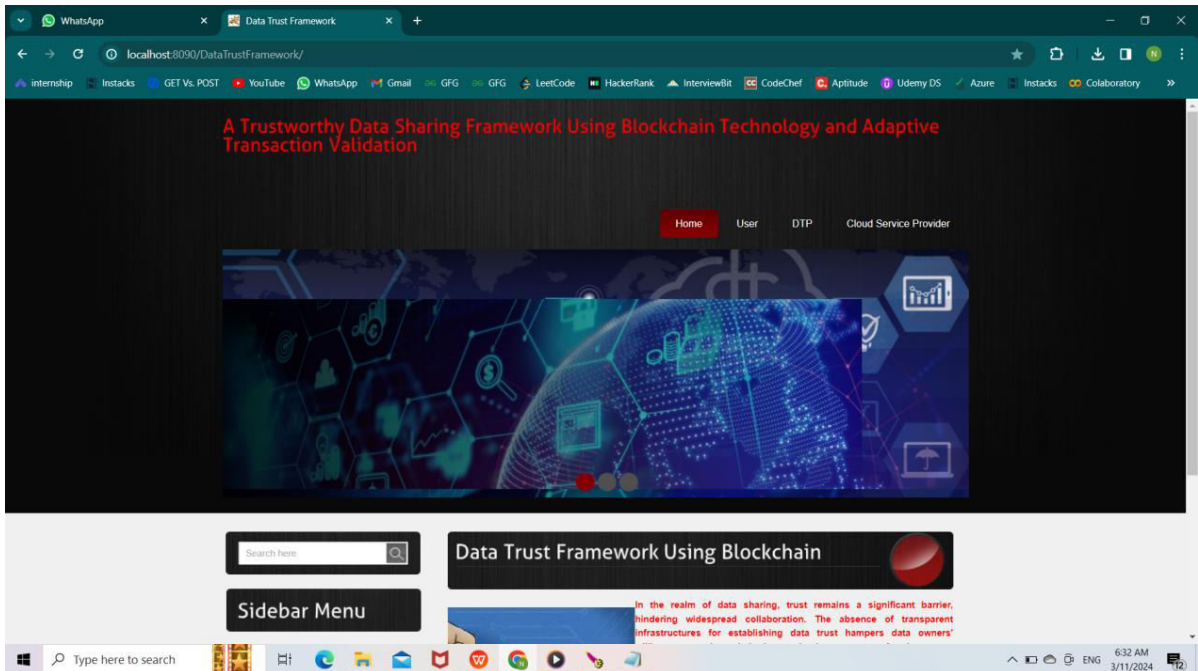 WhatsApp
Data Trust Framework
localhost:8090/DataTrustFramework/
N
internship
Instacks
GET Vs. POST
YouTube
WhatsApp
Gmail
GFG
GFG
LeetCode
HackerRank
InterviewBit
CodeChef
Aptitude
Udemy DS
Azure
Instacks
Colaboratory
A Trustworthy Data Sharing Framework Using Blockchain Technology and Adaptive
Transaction Validation
Home
User
DTP
Cloud Service Provider
Search here
Data Trust Framework Using Blockchain
Sidebar Menu
In the realm of data sharing, trust remains a significant barrier,
hindering widespread collaboration. The absence of transparent
infrastructures for establishing data trust hampers data owners'
Type here to search
ENG
6:32 AM
3/11/2024
12